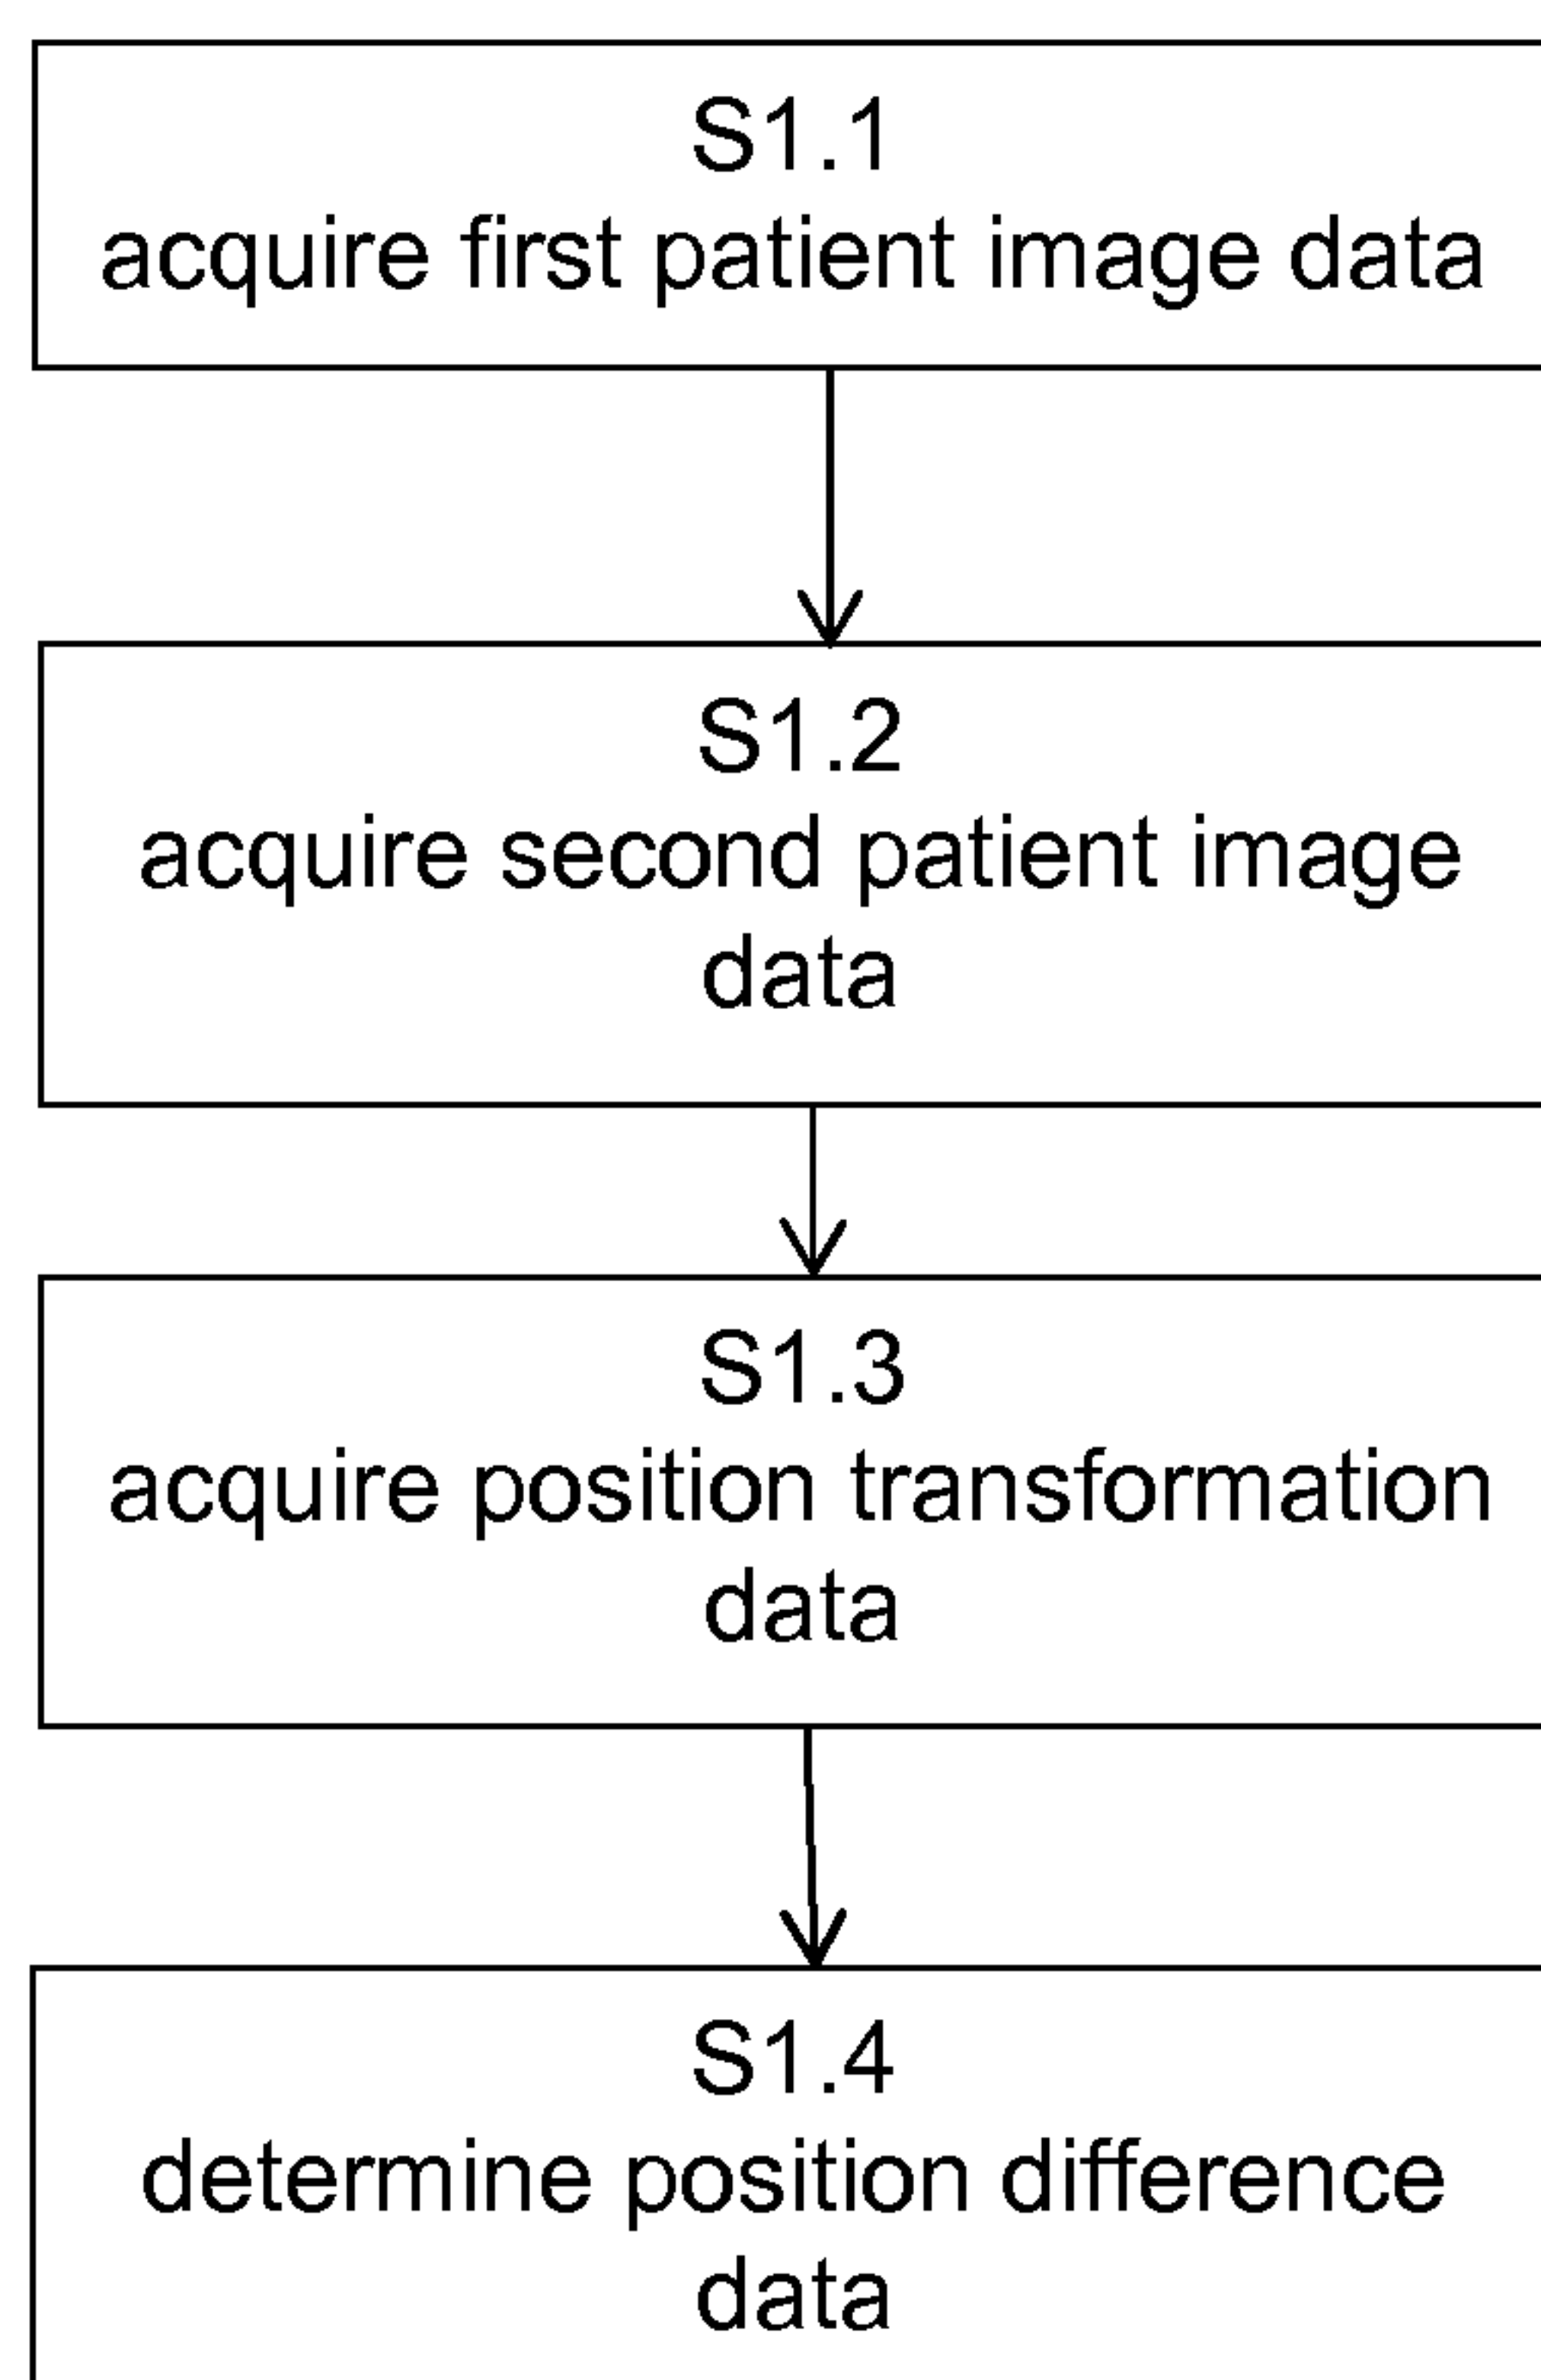 S1.1
acquire first patient image data
S1.2
acquire second patient image
data
S1.3
acquire position transformation
data
S1.4
determine position difference
data